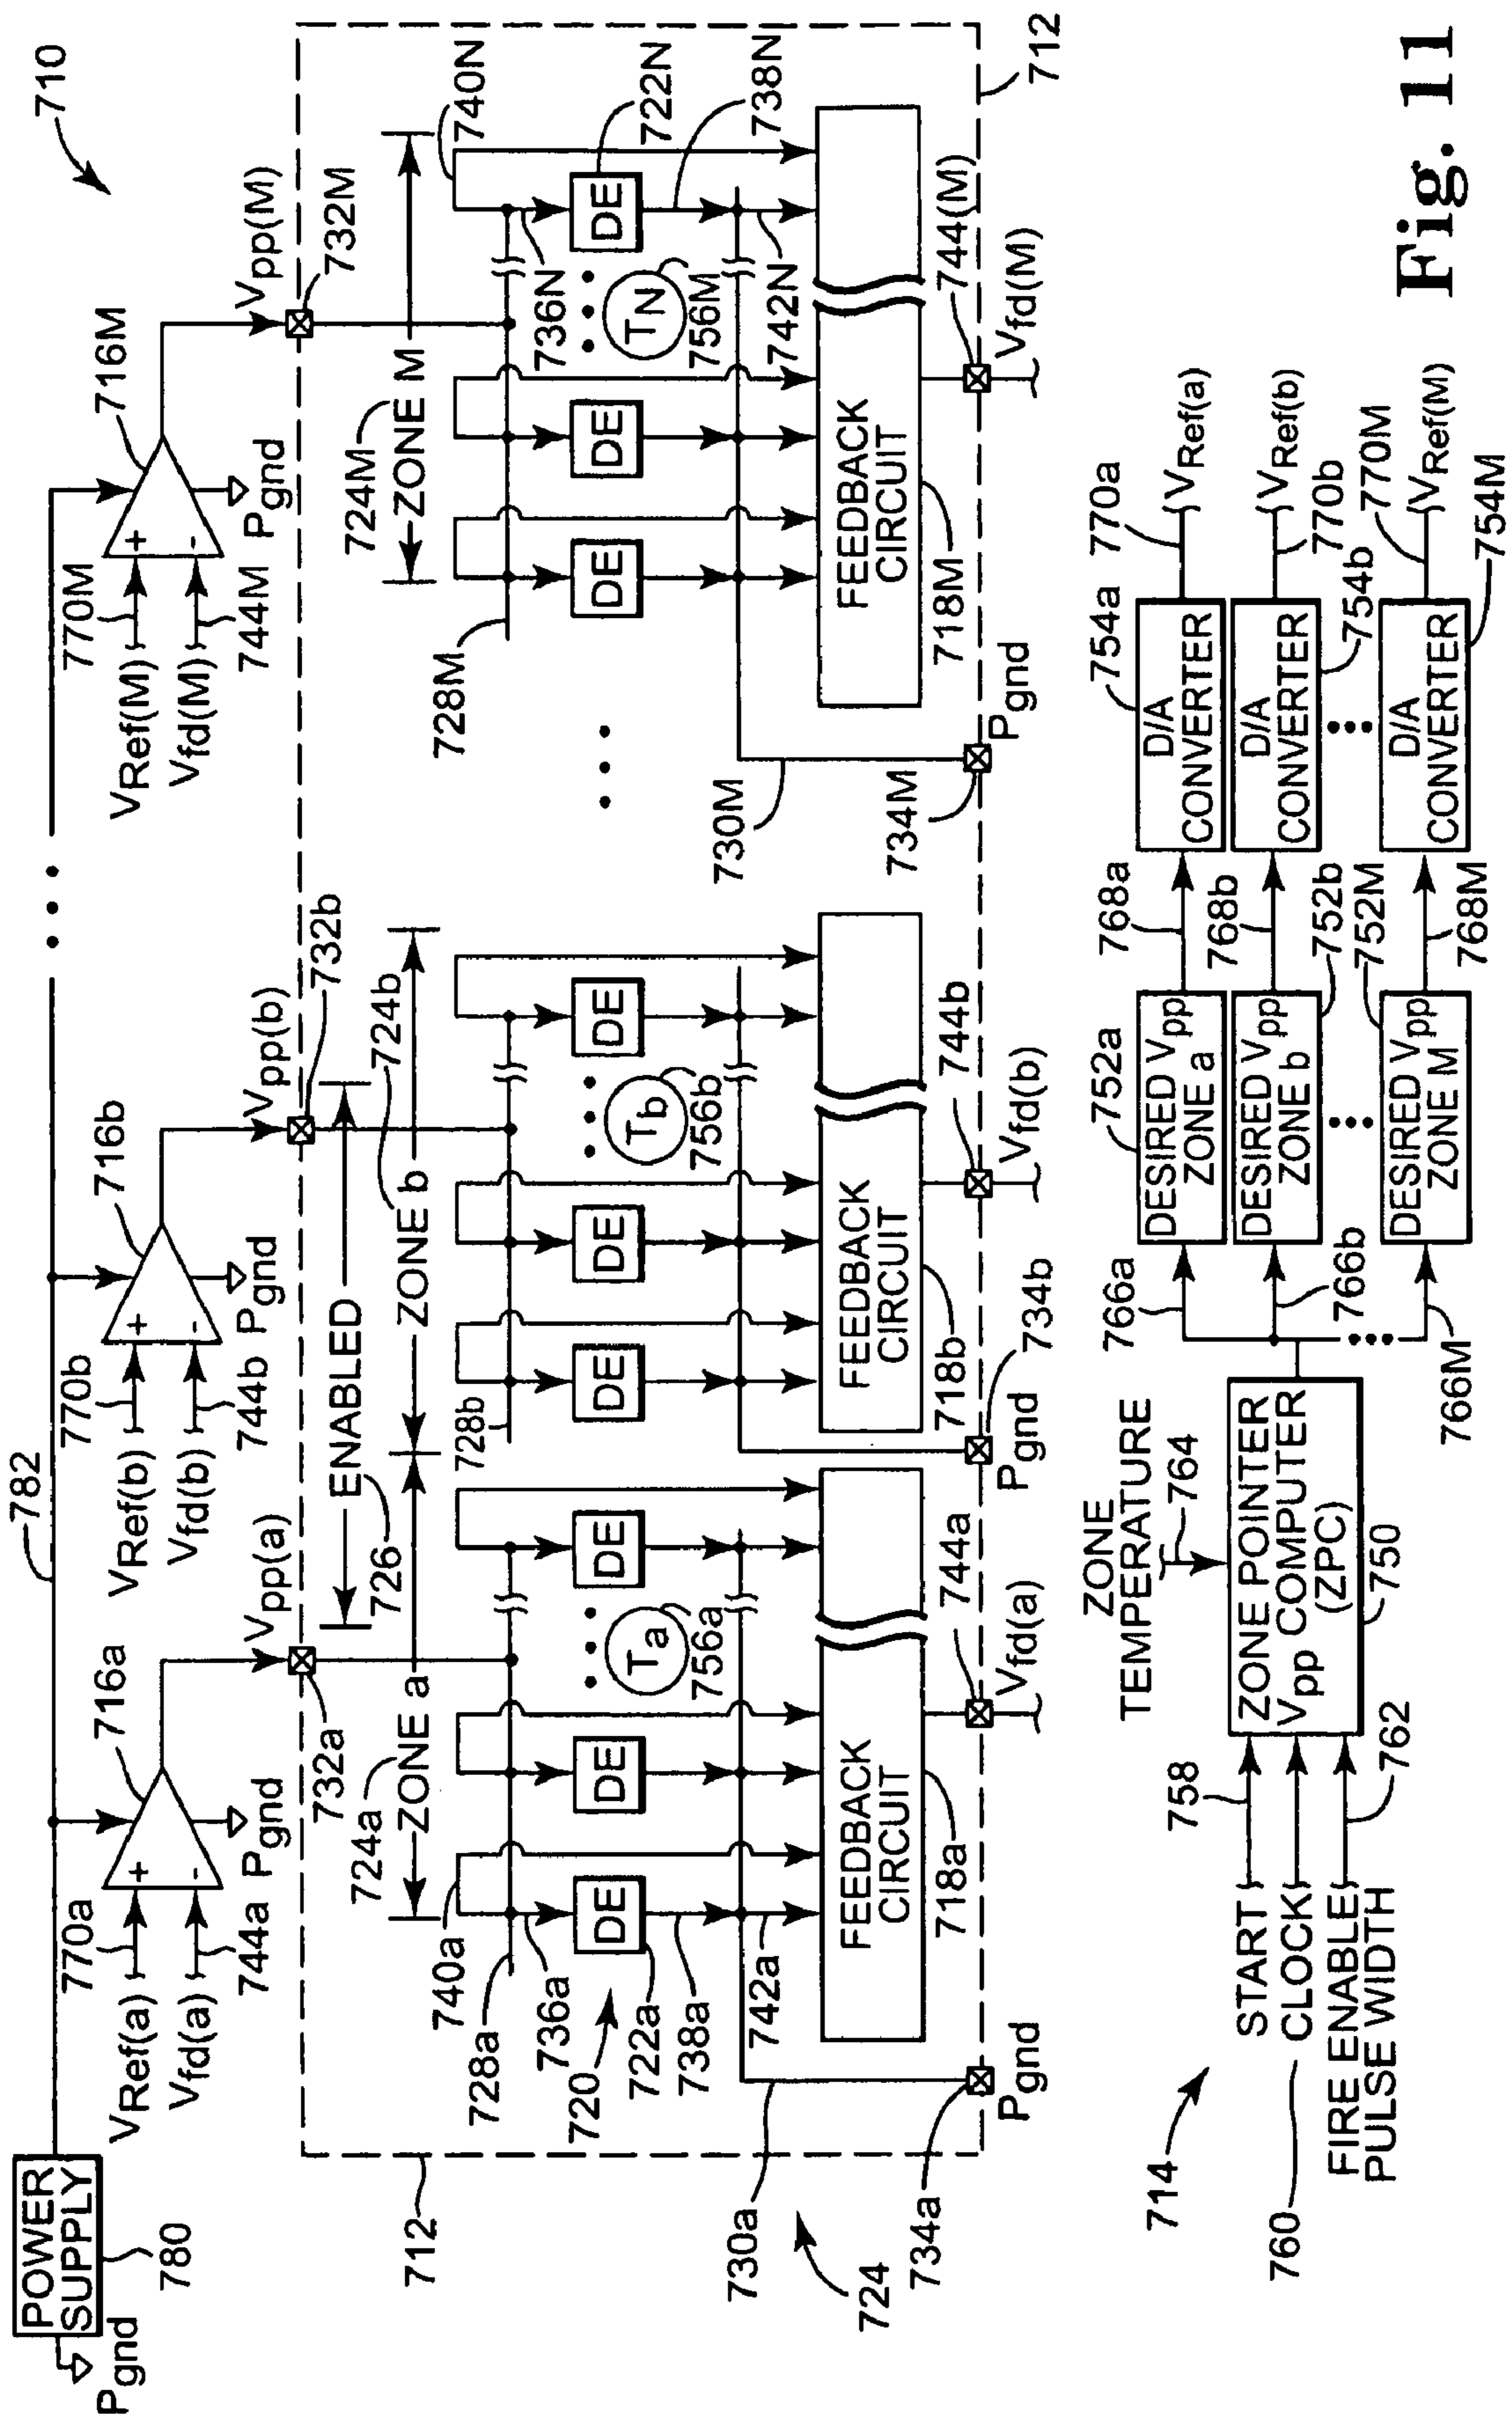 710
POWER
SUPPLY
780
Pgnd
782
VRef(a)
770a
Vfd(a)
744a
716a
Pgnd
Vpp(a)
732a
VRef(b)
770b
Vfd(b)
744b
716b
Pgnd
Vpp(b)
732b
VRef(M)
770M
Vfd(M)
744M
716M
Pgnd
Vpp(M)
732M
712
ENABLED
726
724a
ZONE a
ZONE b
724b
724M
ZONE M
740a
728a
736a
720
722a
738a
742a
DE
DE
DE
Ta
756a
FEEDBACK
CIRCUIT
718a
730a
734a
Pgnd
724
744a
Vfd(a)
728b
DE
DE
DE
Tb
756b
FEEDBACK
CIRCUIT
718b
734b
Pgnd
744b
Vfd(b)
728M
DE
DE
DE
736N
740N
722N
738N
TN
756M
742N
FEEDBACK
CIRCUIT
718M
730M
734M
Pgnd
744(M)
Vfd(M)
712
714
START
758
CLOCK
760
FIRE ENABLE
PULSE WIDTH
762
ZONE
TEMPERATURE
764
ZONE POINTER
Vpp COMPUTER
(ZPC)
750
766a
766b
766M
752a
DESIRED Vpp
ZONE a
DESIRED Vpp
ZONE b
752b
752M
DESIRED Vpp
ZONE M
768a
768b
768M
754a
D/A
CONVERTER
D/A
CONVERTER
754b
D/A
CONVERTER
754M
770a
VRef(a)
VRef(b)
770b
770M
VRef(M)
Fig. 11